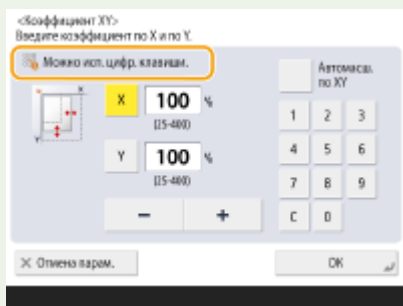 <Коэффициент XY>
Введите коэффициент по X и по Y.
Можно исп. цифр. клавиши.
Автомасш.
по XY
X
Y
X 100 %
(25-400)
Y 100 %
(25-400)
1 2 3
4 5 6
7 8 9
C 0
- +
× Отмена парам.
OK